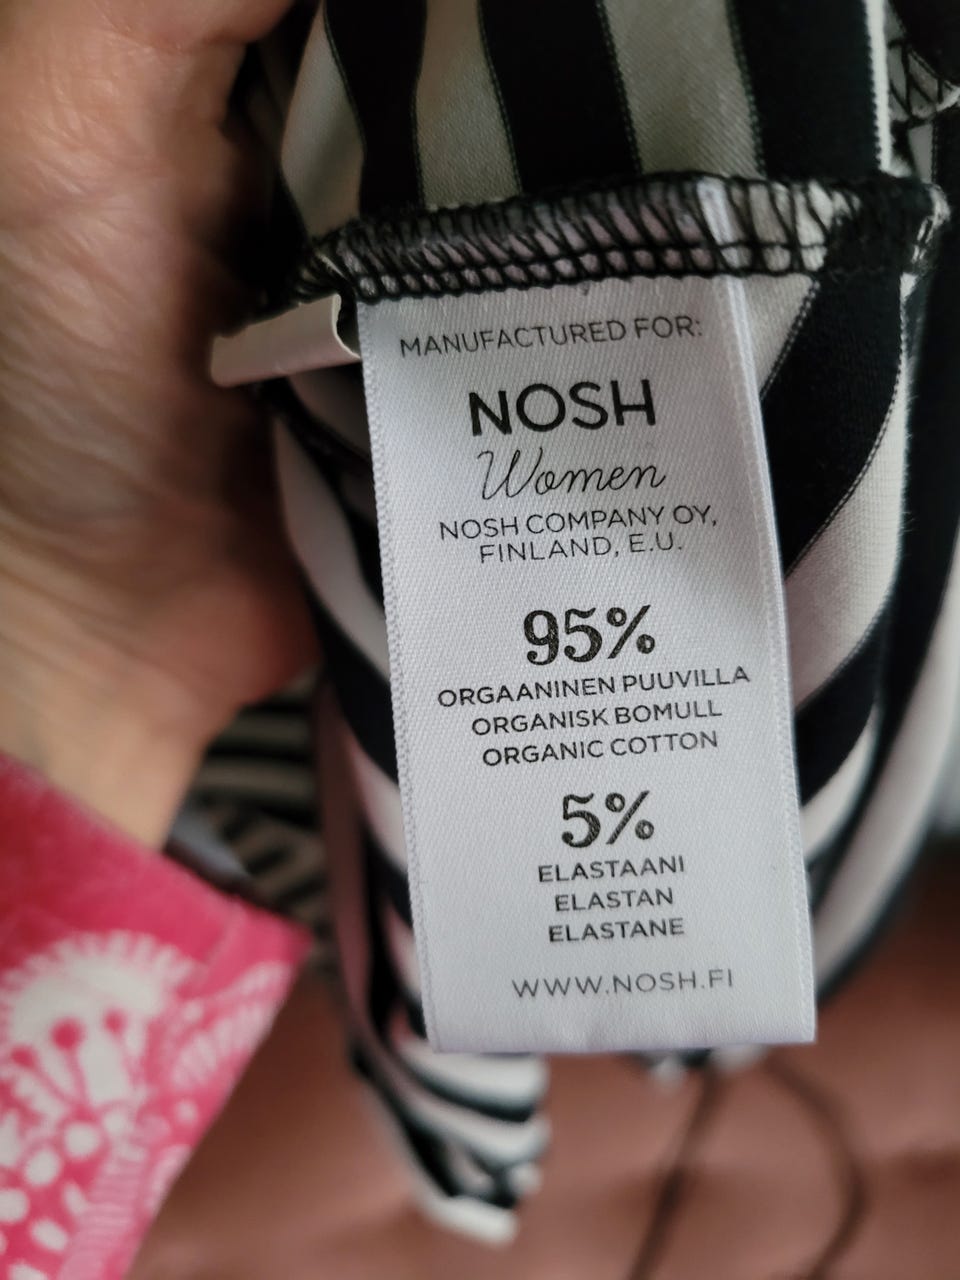 MANUFACTURED FOR:
NOSH
Women
NOSH COMPANY OY,
FINLAND, E.U.
95%
ORGAANINEN PUUVILLA
ORGANISK BOMULL
ORGANIC COTTON
5%
ELASTAANI
ELASTAN
ELASTANE
WWW.NOSH.FI